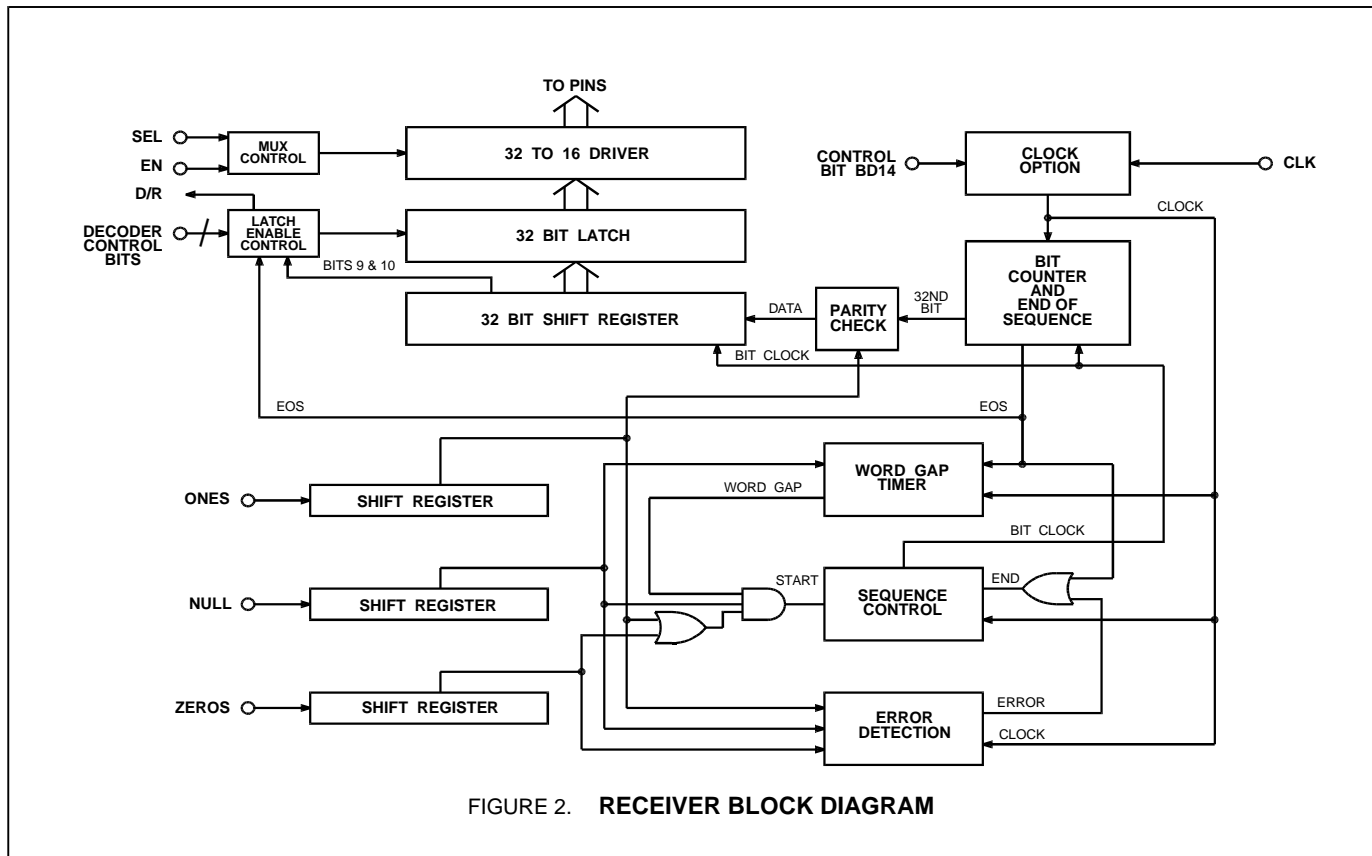 TO PINS
SEL
EN
MUX
CONTROL
32 TO 16 DRIVER
CONTROL
BIT BD14
CLOCK
OPTION
CLK
D/R
DECODER
CONTROL
BITS
LATCH
ENABLE
CONTROL
32 BIT LATCH
CLOCK
BITS 9 & 10
32 BIT SHIFT REGISTER
DATA
PARITY
CHECK
32ND
BIT
BIT
COUNTER
AND
END OF
SEQUENCE
BIT CLOCK
EOS
EOS
ONES
SHIFT REGISTER
WORD GAP
WORD GAP
TIMER
BIT CLOCK
NULL
SHIFT REGISTER
START
SEQUENCE
CONTROL
END
ZEROS
SHIFT REGISTER
ERROR
DETECTION
ERROR
CLOCK
FIGURE 2. RECEIVER BLOCK DIAGRAM